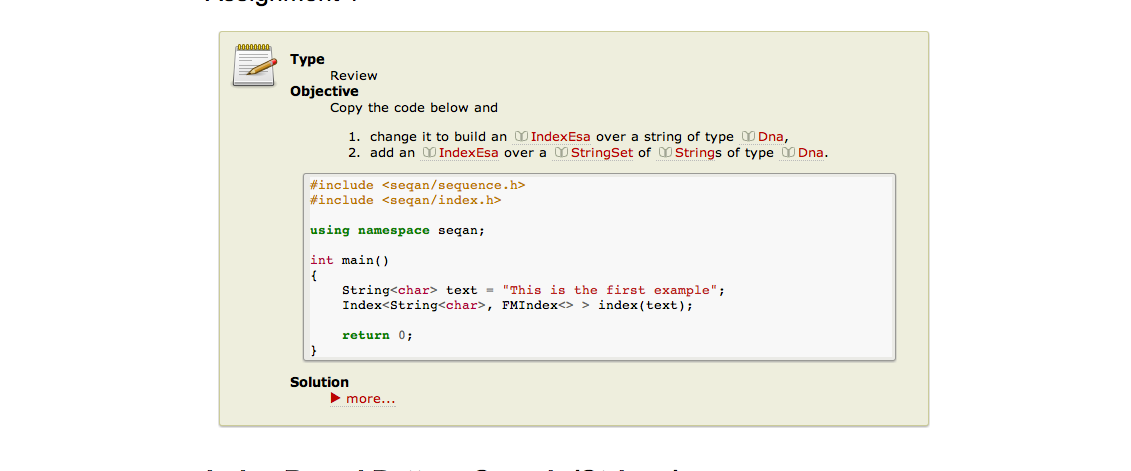 Type
Review
Objective
Copy the code below and
1. change it to build an IndexEsa over a string of type Dna,
2. add an IndexEsa over a StringSet of Strings of type Dna.
#include <seqan/sequence.h>
#include <seqan/index.h>
using namespace seqan;
int main()
{
    String<char> text = "This is the first example";
    Index<String<char>, FMIndex<> > index(text);
    return 0;
}
Solution
more...